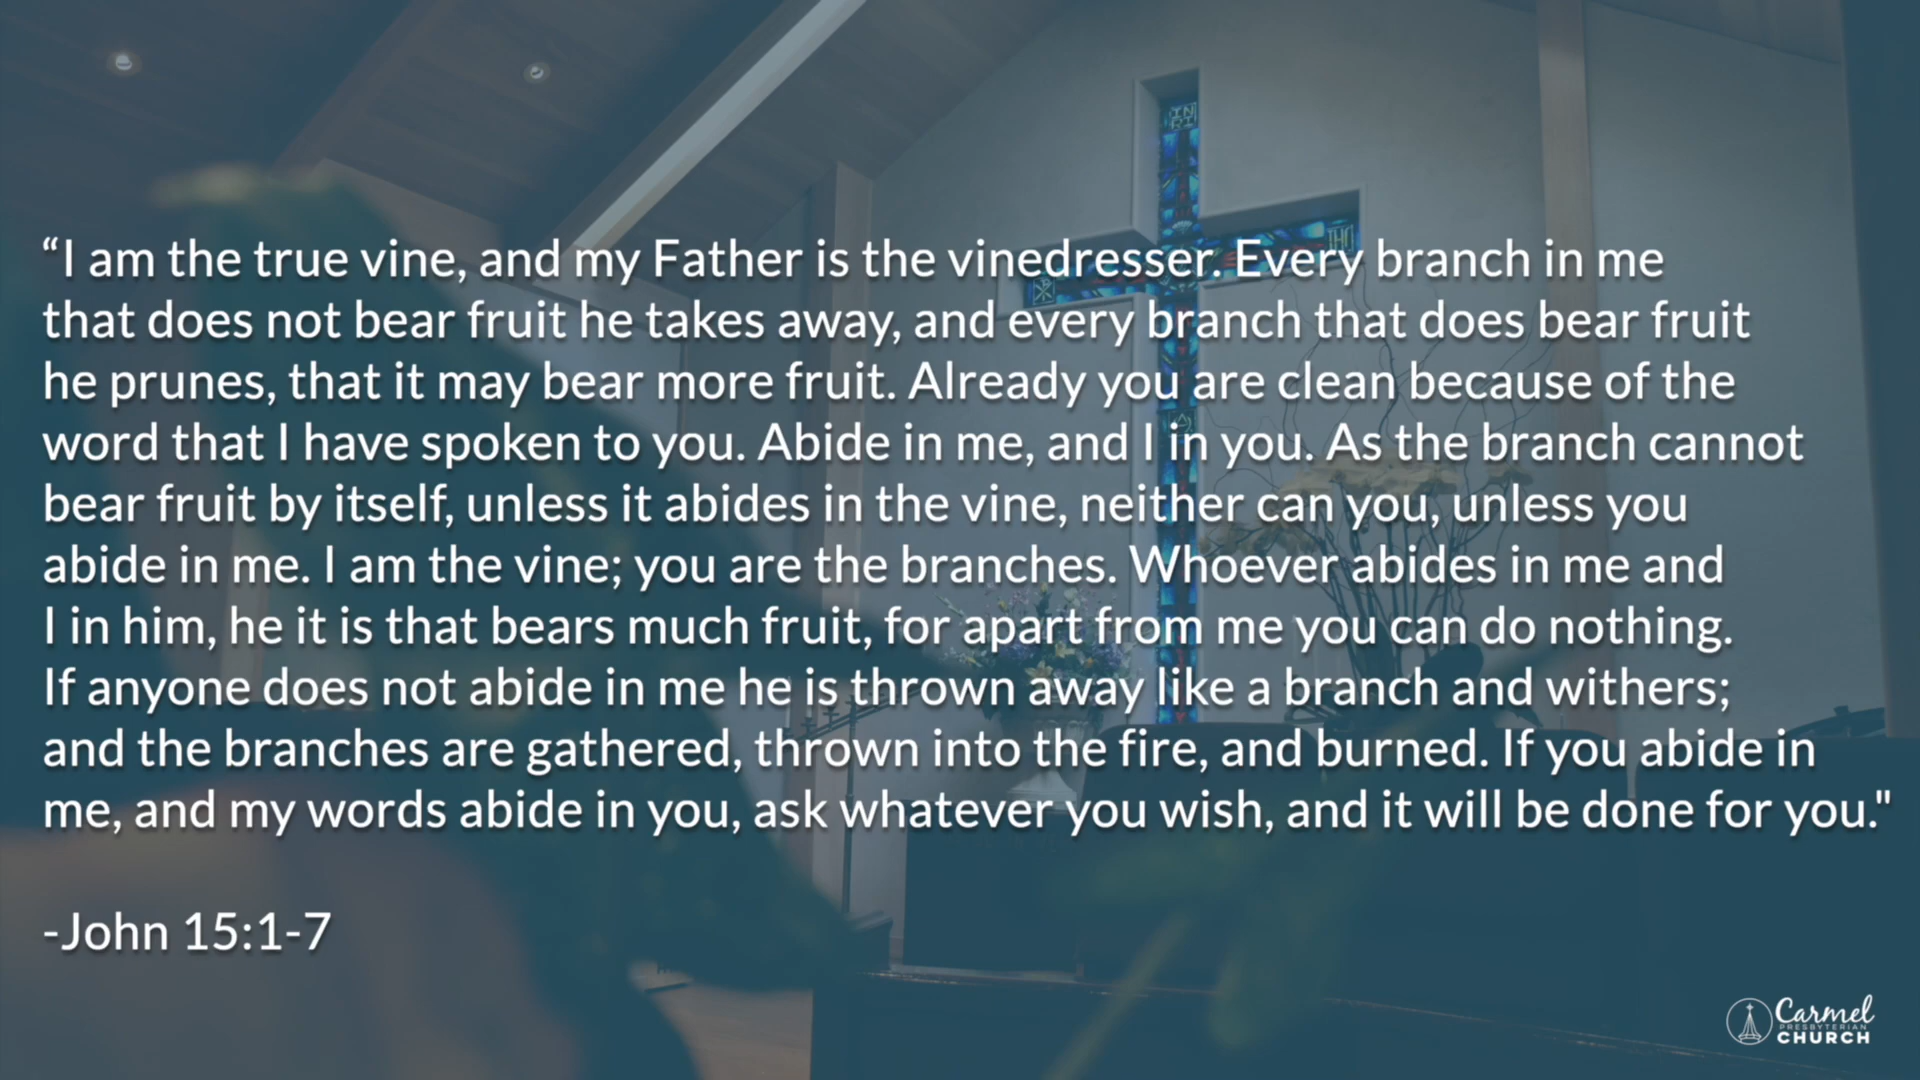 INRI
IHC
“I am the true vine, and my Father is the vinedresser. Every branch in me
that does not bear fruit he takes away, and every branch that does bear fruit
he prunes, that it may bear more fruit. Already you are clean because of the
word that I have spoken to you. Abide in me, and I in you. As the branch cannot
bear fruit by itself, unless it abides in the vine, neither can you, unless you
abide in me. I am the vine; you are the branches. Whoever abides in me and
I in him, he it is that bears much fruit, for apart from me you can do nothing.
If anyone does not abide in me he is thrown away like a branch and withers;
and the branches are gathered, thrown into the fire, and burned. If you abide in
me, and my words abide in you, ask whatever you wish, and it will be done for you."
-John 15:1-7
Carmel
PRESBYTERIAN
CHURCH